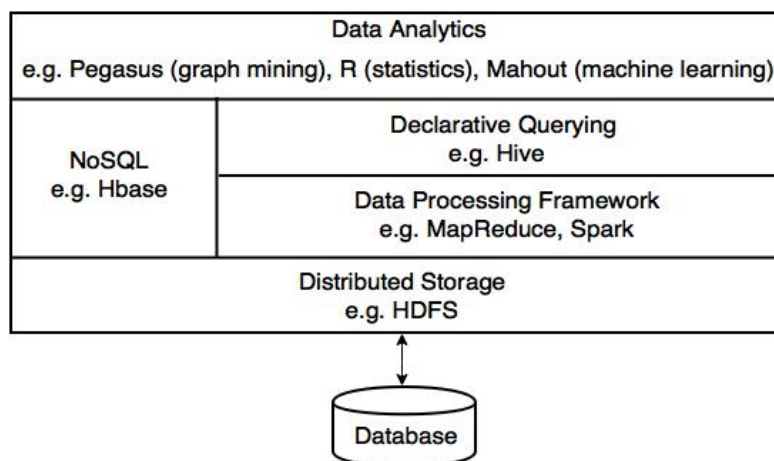 Data Analytics
e.g. Pegasus (graph mining), R (statistics), Mahout (machine learning)
NoSQL
e.g. Hbase
Declarative Querying
e.g. Hive
Data Processing Framework
e.g. MapReduce, Spark
Distributed Storage
e.g. HDFS
Database